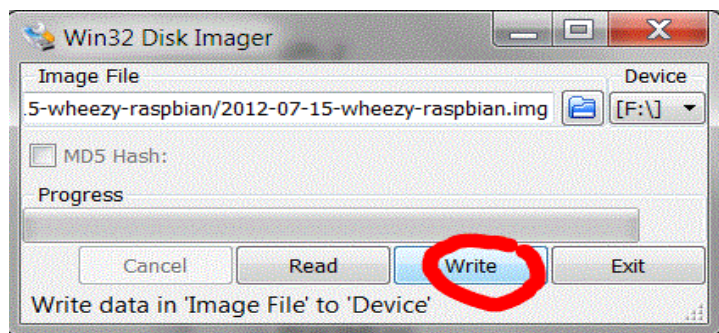 Win32 Disk Imager
Image File
Device
.5-wheezy-raspbian/2012-07-15-wheezy-raspbian.img
[F:\]
MD5 Hash:
Progress
Cancel Read Write Exit
Write data in 'Image File' to 'Device'